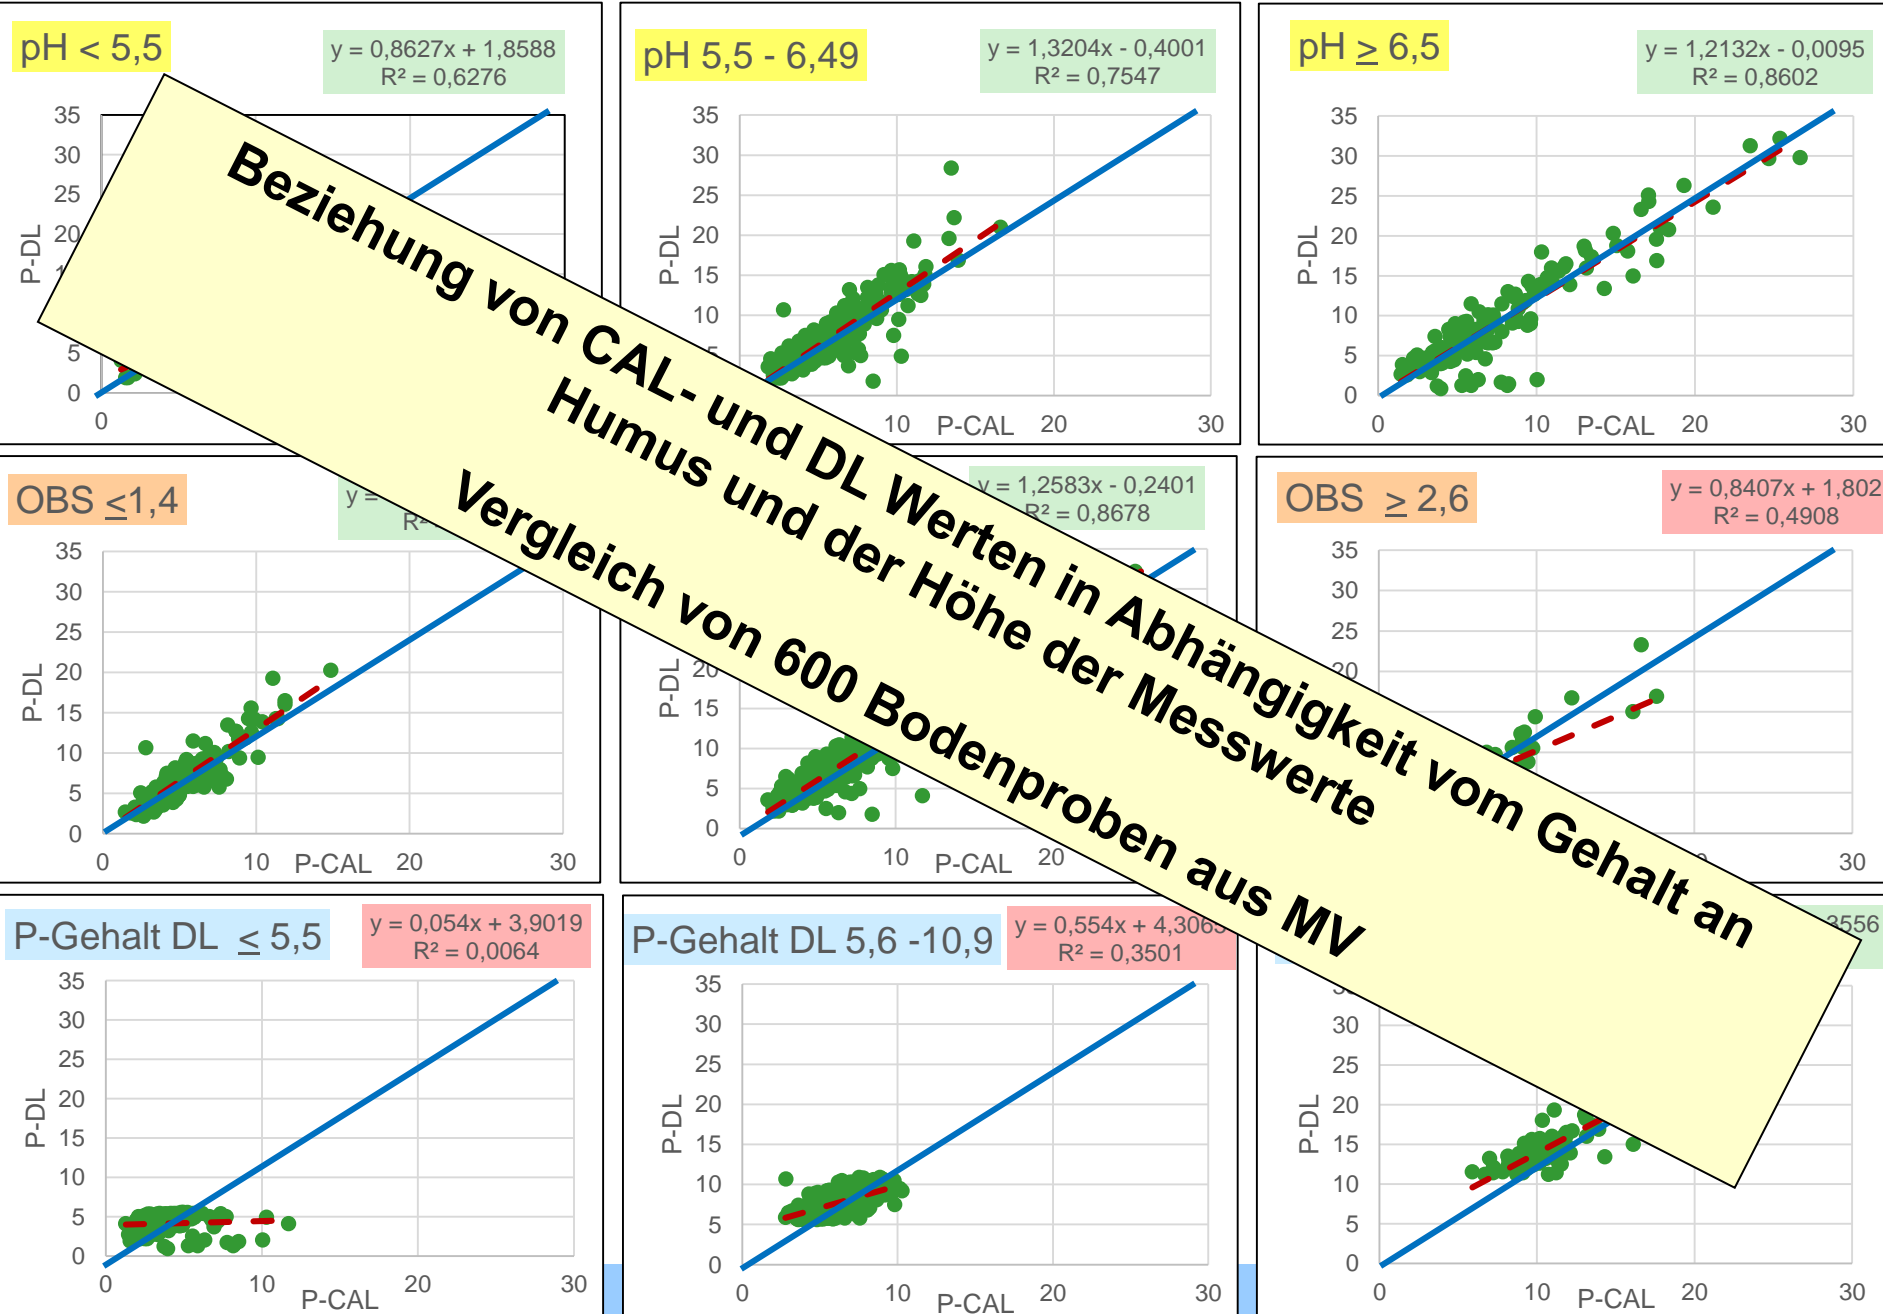 pH < 5,5
y = 0,8627x + 1,8588
R² = 0,6276
35
30
25
20
5
0
P-DL
0
pH 5,5 - 6,49
y = 1,3204x - 0,4001
R² = 0,7547
35
30
25
20
15
10
5
P-DL
10
P-CAL
20
30
pH ≥ 6,5
y = 1,2132x - 0,0095
R² = 0,8602
35
30
25
20
15
10
5
0
P-DL
0
10
P-CAL
20
30
Beziehung von CAL- und DL Werten in Abhängigkeit vom Gehalt an
Humus und der Höhe der Messwerte
Vergleich von 600 Bodenproben aus MV
OBS ≤1,4
y =
35
30
25
20
15
10
5
0
P-DL
0
10
P-CAL
20
30
y = 1,2583x - 0,2401
R² = 0,8678
20
15
10
5
0
P-DL
0
10
P-CAL
20
OBS ≥ 2,6
y = 0,8407x + 1,802
R² = 0,4908
35
30
25
20
30
P-Gehalt DL ≤ 5,5
y = 0,054x + 3,9019
R² = 0,0064
35
30
25
20
15
10
5
0
P-DL
0
10
P-CAL
20
30
P-Gehalt DL 5,6 -10,9
y = 0,554x + 4,3063
R² = 0,3501
35
30
25
20
15
10
5
0
P-DL
0
10
P-CAL
20
30
3556
30
25
20
15
10
5
0
P-DL
0
10
P-CAL
20
30